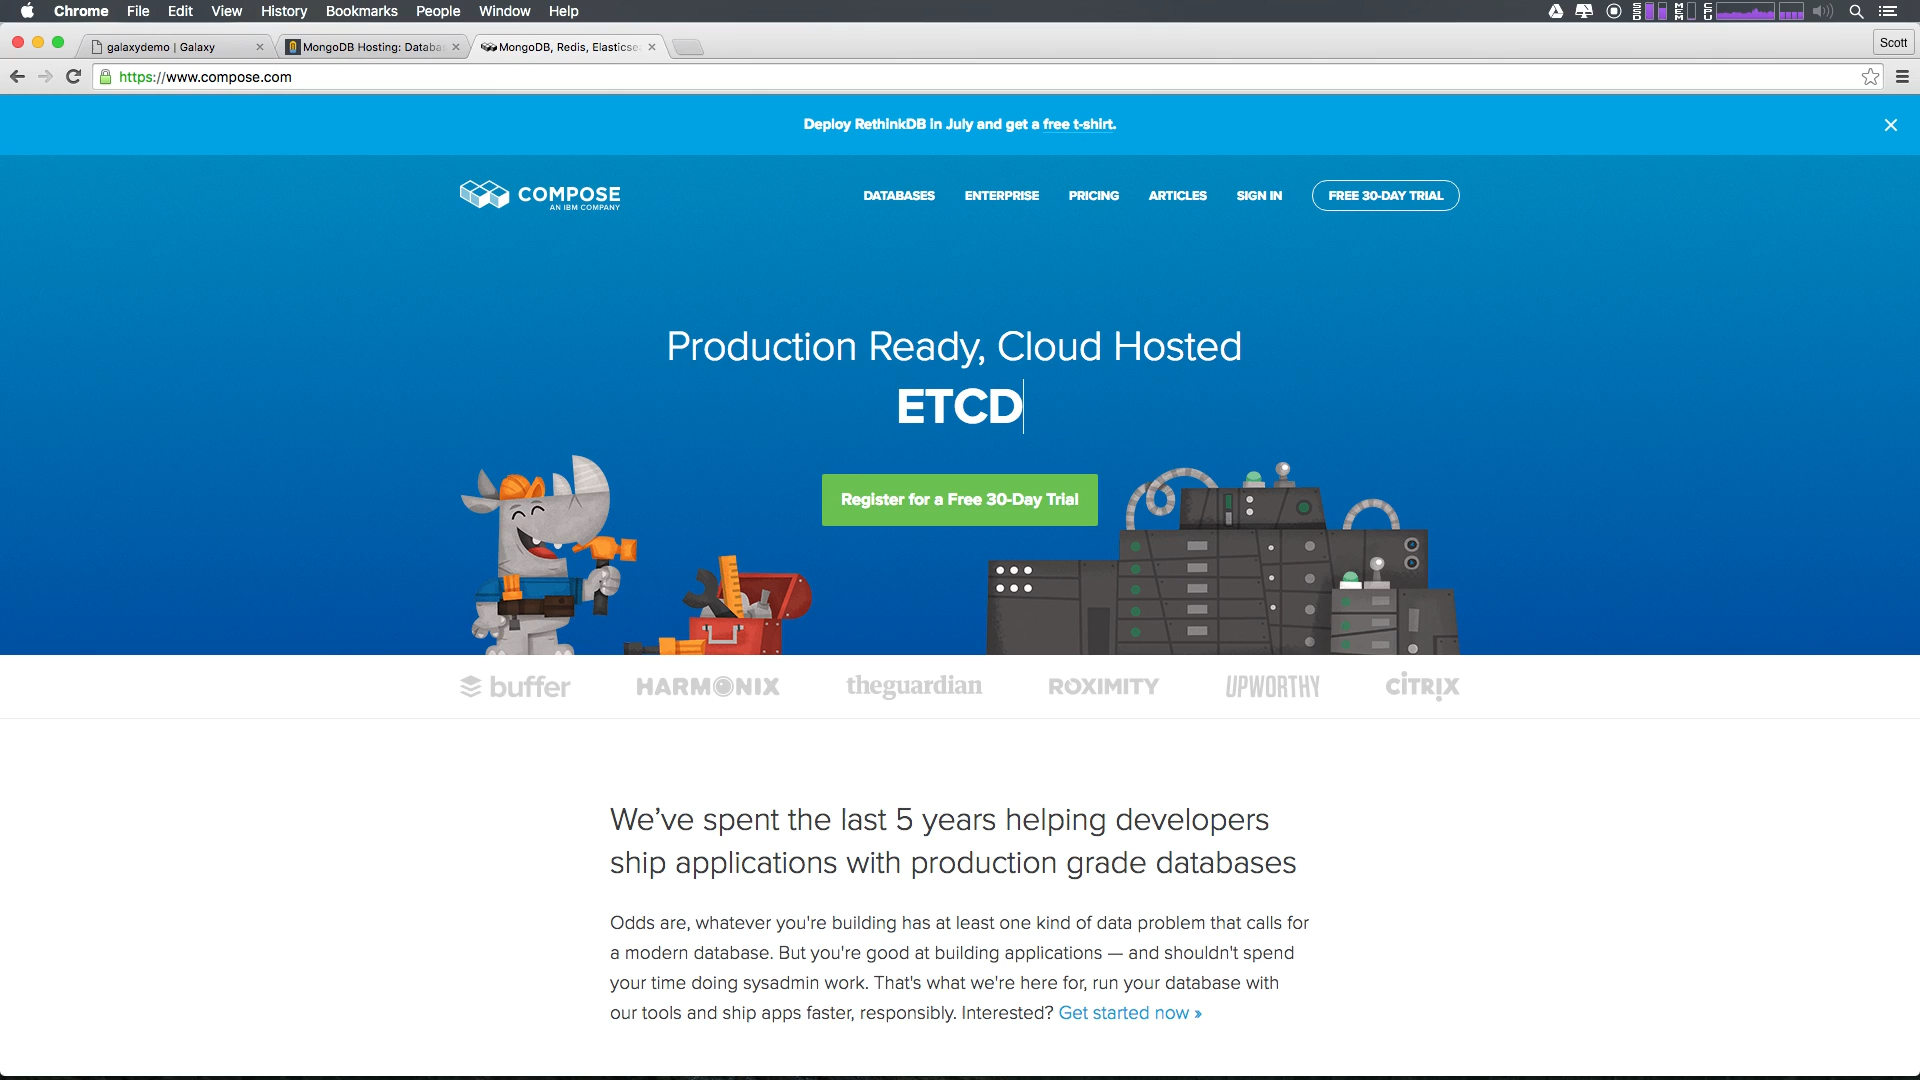 Chrome File Edit View History Bookmarks People Window Help
SSD MEM CPU
galaxydemo | Galaxy
MongoDB Hosting: Databa
MongoDB, Redis, Elasticse
Scott
https://www.compose.com
Deploy RethinkDB in July and get a free t-shirt.
COMPOSE
AN IBM COMPANY
DATABASES ENTERPRISE PRICING ARTICLES SIGN IN FREE 30-DAY TRIAL
Production Ready, Cloud Hosted
ETCD
Register for a Free 30-Day Trial
buffer HARMONIX theguardian ROXIMITY UPWORTHY CİTRIX
We’ve spent the last 5 years helping developers
ship applications with production grade databases
Odds are, whatever you're building has at least one kind of data problem that calls for
a modern database. But you're good at building applications — and shouldn't spend
your time doing sysadmin work. That's what we're here for, run your database with
our tools and ship apps faster, responsibly. Interested? Get started now »